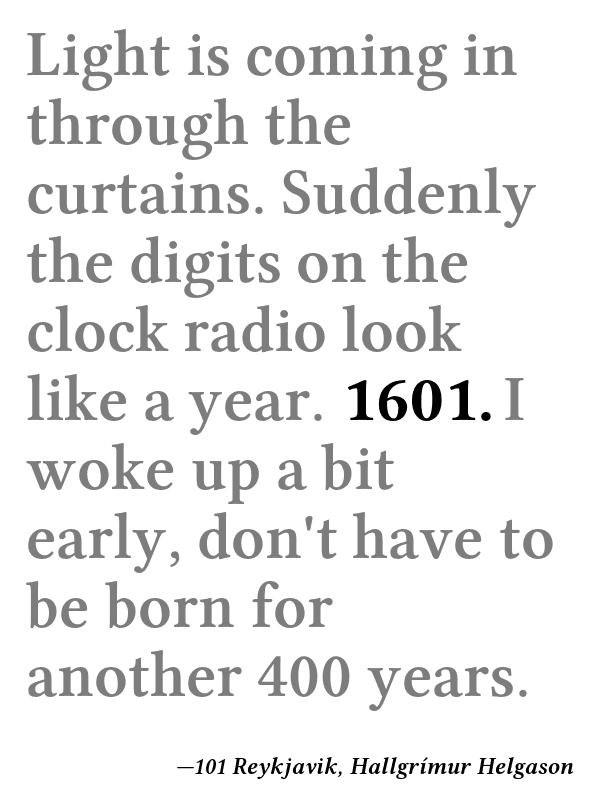 Light is coming in
through the
curtains. Suddenly
the digits on the
clock radio look
like a year. 1601. I
woke up a bit
early, don't have to
be born for
another 400 years.
—101 Reykjavik, Hallgrímur Helgason